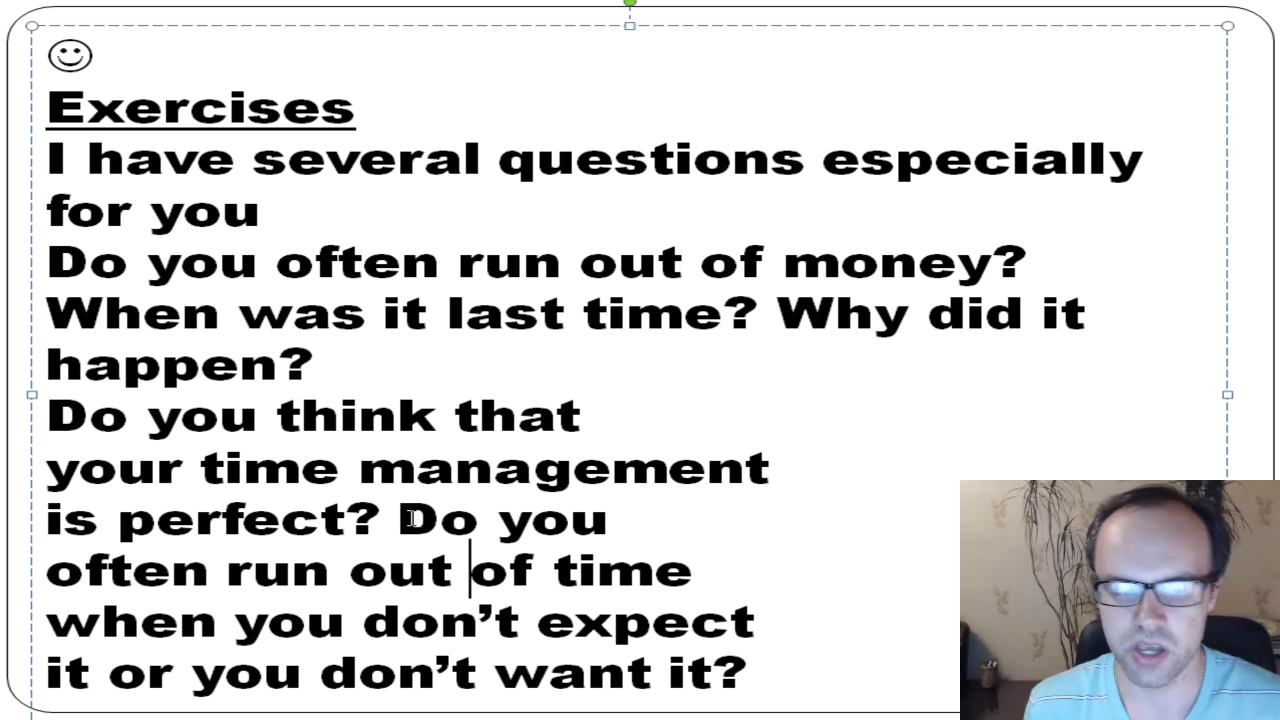 Exercises
I have several questions especially
for you
Do you often run out of money?
When was it last time? Why did it
happen?
Do you think that
your time management
is perfect? Do you
often run out of time
when you don’t expect
it or you don’t want it?